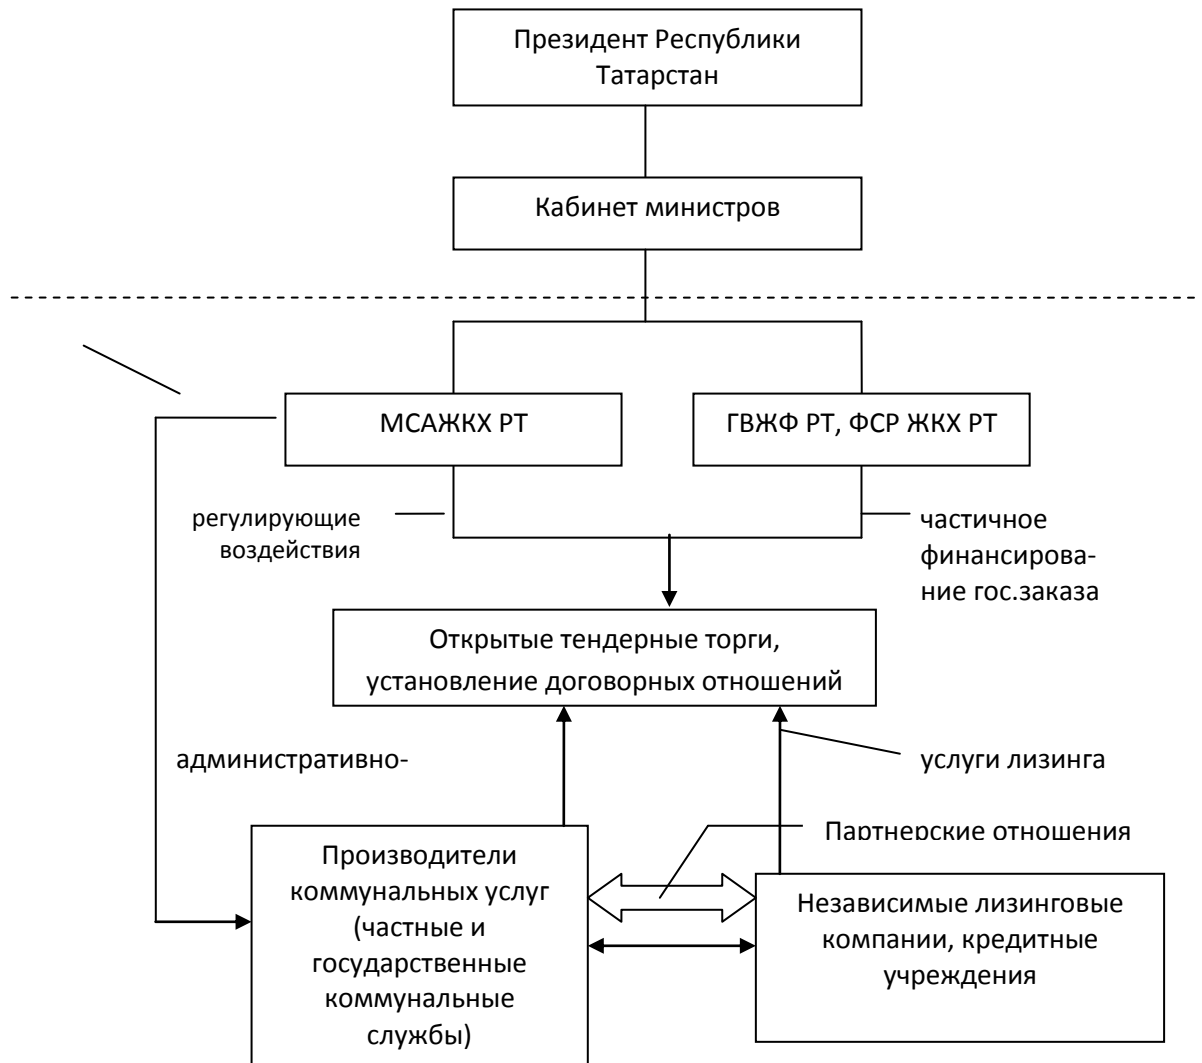 Президент Республики
Татарстан
Кабинет министров
МСАЖКХ РТ
ГВЖФ РТ, ФСР ЖКХ РТ
регулирующие
воздействия
частичное
финансирова-
ние гос.заказа
Открытые тендерные торги,
установление договорных отношений
административно-
услуги лизинга
Партнерские отношения
Производители
коммунальных услуг
(частные и
государственные
коммунальные
службы)
Независимые лизинговые
компании, кредитные
учреждения